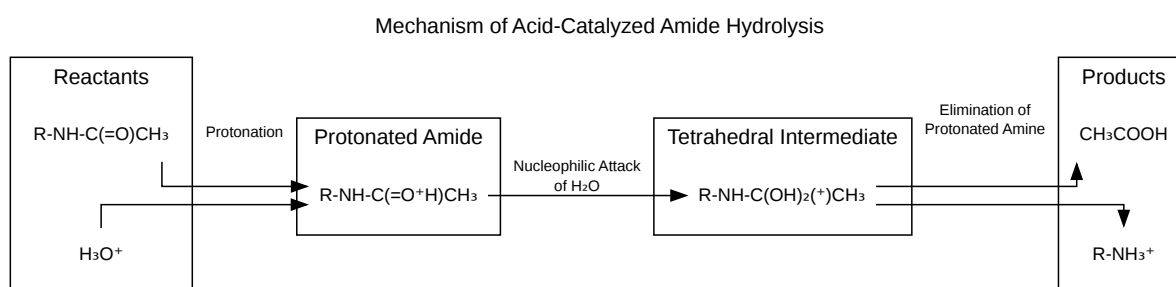 Mechanism of Acid-Catalyzed Amide Hydrolysis
Reactants
R-NH-C(=O)CH₃
H₃O⁺
Protonation
Protonated Amide
R-NH-C(=O⁺H)CH₃
Nucleophilic Attack
of H₂O
Tetrahedral Intermediate
R-NH-C(OH)₂(⁺)CH₃
Elimination of
Protonated Amine
Products
CH₃COOH
R-NH₃⁺